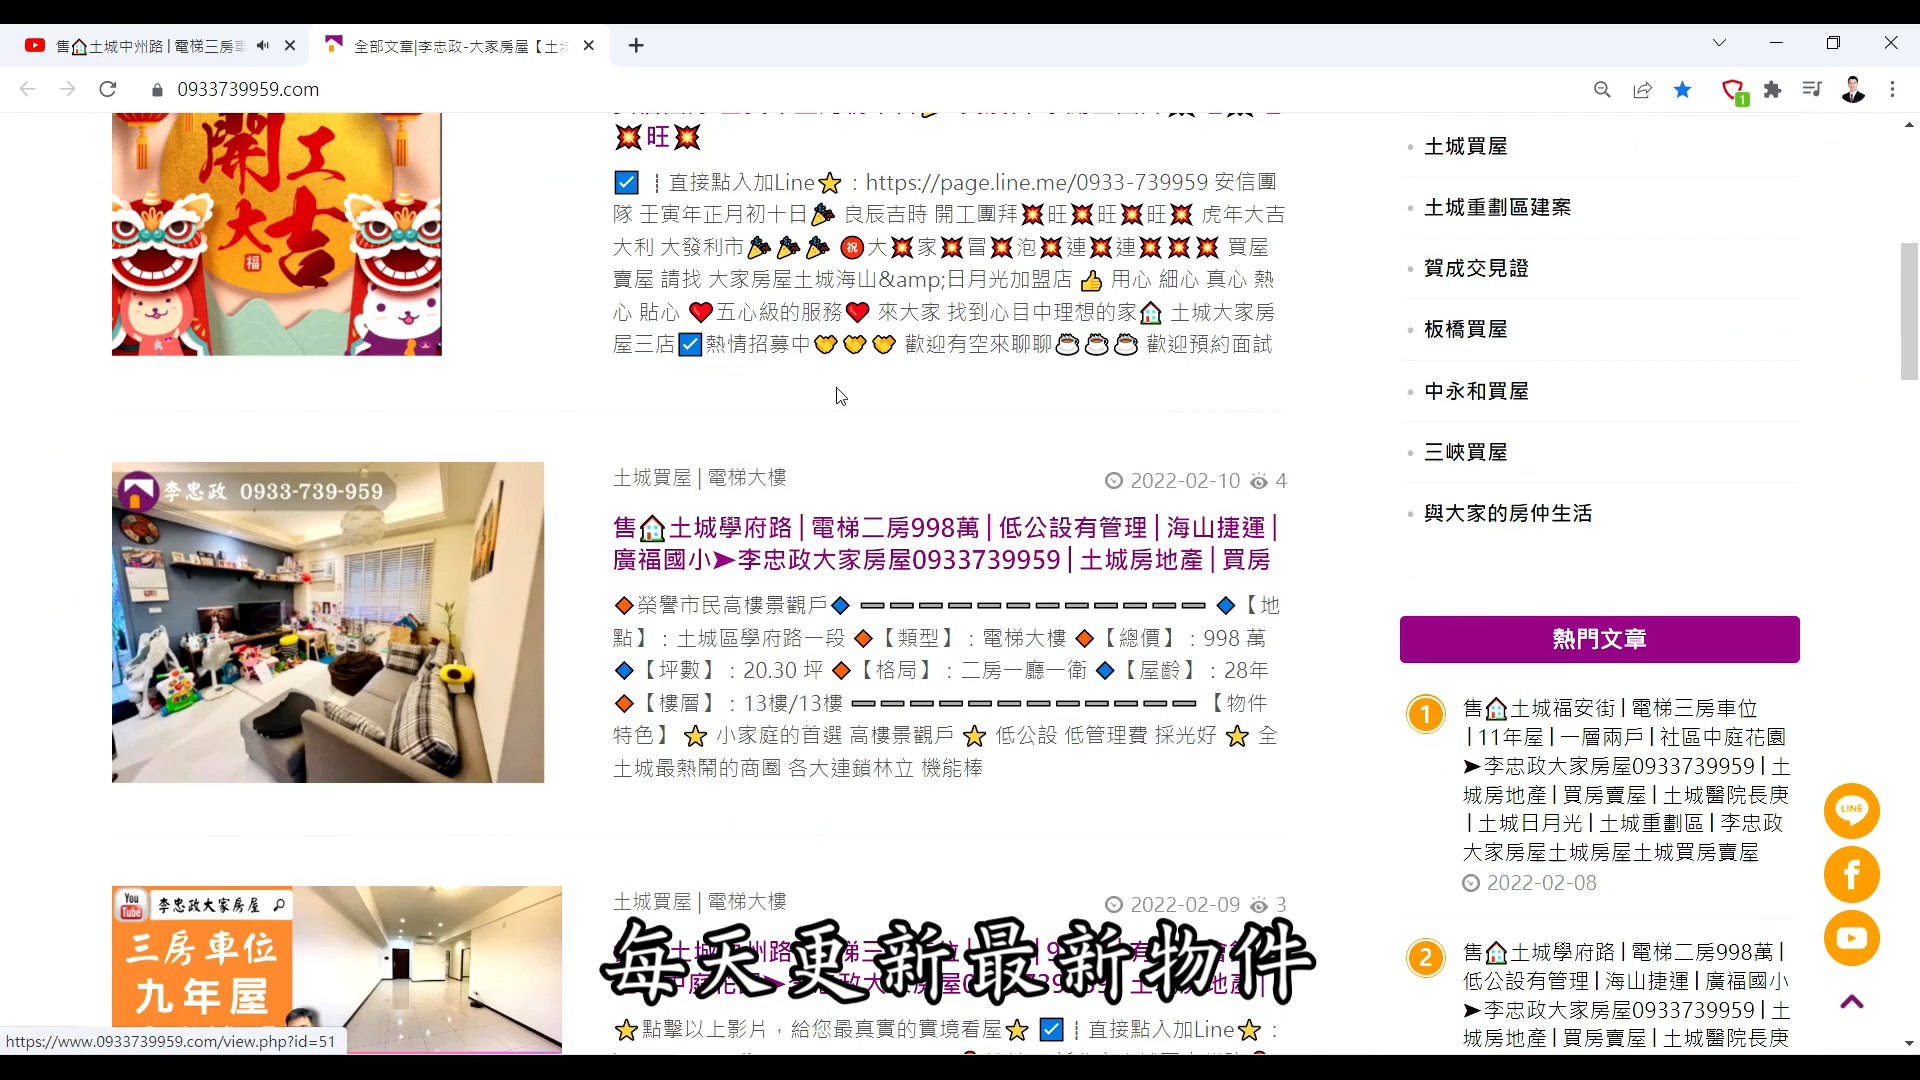 售🏠土城中州路|電梯三房車
全部文章|李忠政-大家房屋【土
0933739959.com
開工
大吉
福
💥旺💥
☑️┆直接點入加Line⭐：https://page.line.me/0933-739959 安信團
隊 壬寅年正月初十日🎉 良辰吉時 開工團拜💥旺💥旺💥旺💥 虎年大吉
大利 大發利市🎉🎉🎉 ㊗️大💥家💥冒💥泡💥連💥連💥💥💥 買屋
賣屋 請找 大家房屋土城海山&amp;日月光加盟店👍 用心 細心 真心 熱
心 貼心 ❤️五心級的服務❤️ 來大家 找到心目中理想的家🏠 土城大家房
屋三店☑️熱情招募中🤝🤝🤝 歡迎有空來聊聊☕☕☕ 歡迎預約面試
李忠政 0933-739-959
土城買屋 | 電梯大樓
2022-02-10 4
售🏠土城學府路|電梯二房998萬|低公設有管理|海山捷運|
廣福國小➤李忠政大家房屋0933739959|土城房地產|買房
🔶榮譽市民高樓景觀戶🔷 ➖➖➖➖➖➖➖➖➖➖➖➖ 🔷【地
點】：土城區學府路一段 🔶【類型】：電梯大樓 🔶【總價】：998 萬
🔷【坪數】：20.30 坪 🔶【格局】：二房一廳一衛 🔷【屋齡】：28年
🔶【樓層】：13樓/13樓 ➖➖➖➖➖➖➖➖➖➖➖➖ 【物件
特色】 ⭐ 小家庭的首選 高樓景觀戶 ⭐ 低公設 低管理費 採光好 ⭐ 全
土城最熱鬧的商圈 各大連鎖林立 機能棒
You
Tube
李忠政大家房屋
三房車位
九年屋
土城買屋 | 電梯大樓
2022-02-09 3
每天更新最新物件
⭐點擊以上影片，給您最真實的實境看屋⭐ ☑️┆直接點入加Line⭐：
https://www.0933739959.com/view.php?id=51
土城買屋
土城重劃區建案
賀成交見證
板橋買屋
中永和買屋
三峽買屋
與大家的房仲生活
熱門文章
1
售🏠土城福安街|電梯三房車位
|11年屋|一層兩戶|社區中庭花園
➤李忠政大家房屋0933739959|土
城房地產|買房賣屋|土城醫院長庚
|土城日月光|土城重劃區|李忠政
大家房屋土城房屋土城買房賣屋
2022-02-08
2
售🏠土城學府路|電梯二房998萬|
低公設有管理|海山捷運|廣福國小
➤李忠政大家房屋0933739959|土
城房地產|買房賣屋|土城醫院長庚
LINE
1